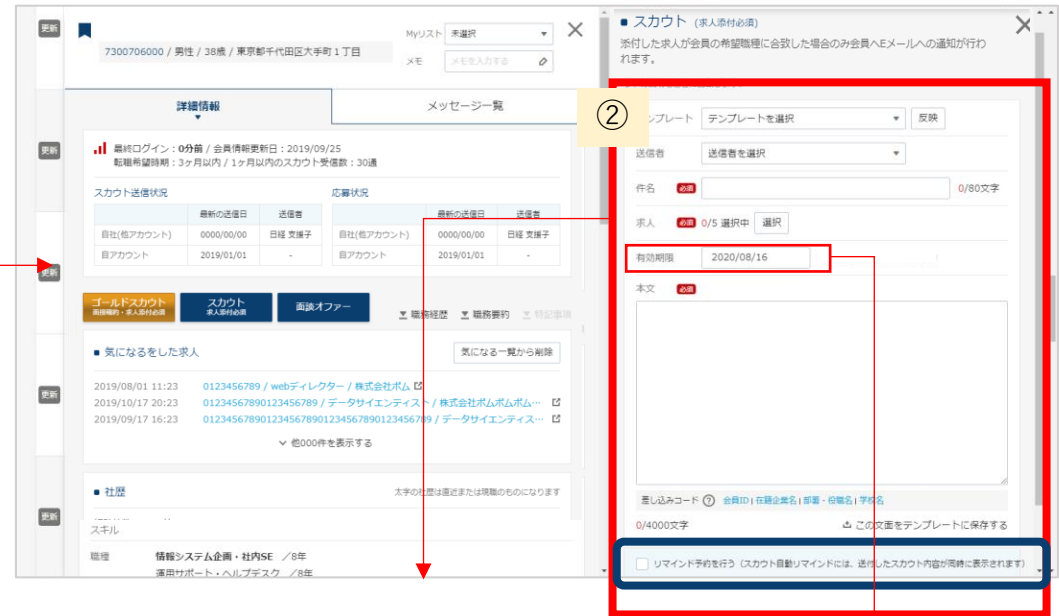 更新
更新
更新
更新
更新
7300706000 / 男性 / 38歳 / 東京都千代田区大手町1丁目
Myリスト 未選択
メモ メモを入力する
詳細情報
メッセージ一覧
最終ログイン：0分前 / 会員情報更新日：2019/09/25
転職希望時期：3ヶ月以内 / 1ヶ月以内のスカウト受信数：30通
スカウト送信状況
最新の送信日 送信者
自社(他アカウント) 0000/00/00 日経 支援子
自アカウント 2019/01/01 -
応募状況
最新の送信日 送信者
自社(他アカウント) 0000/00/00 日経 支援子
自アカウント 2019/01/01 -
ゴールドスカウト
面接確約・求人添付必須
スカウト
求人添付必須
面談オファー
職務経歴 職務要約 特記事項
気になるをした求人
気になる一覧から削除
2019/08/01 11:23 0123456789 / webディレクター / 株式会社ボム
2019/10/17 20:23 01234567890123456789 / データサイエンティスト / 株式会社ボムボムボム…
2019/09/17 16:23 0123456789012345678901234567890123456789 / データサイエンティス…
他000件を表示する
社歴
太字の社歴は直近または現職のものになります
スキル
職種 情報システム企画・社内SE ／8年
運用サポート・ヘルプデスク ／8年
スカウト (求人添付必須)
添付した求人が会員の希望職種に合致した場合のみ会員へEメールへの通知が行わ
れます。
②
ンプレート テンプレートを選択 反映
送信者 送信者を選択
件名 必須 0/80文字
求人 必須 0/5 選択中 選択
有効期限 2020/08/16
本文 必須
差し込みコード ? 会員ID | 在籍企業名 | 部署・役職名 | 学校名
0/4000文字
この文面をテンプレートに保存する
リマインド予約を行う（スカウト自動リマインドには、送付したスカウト内容が同時に表示されます）